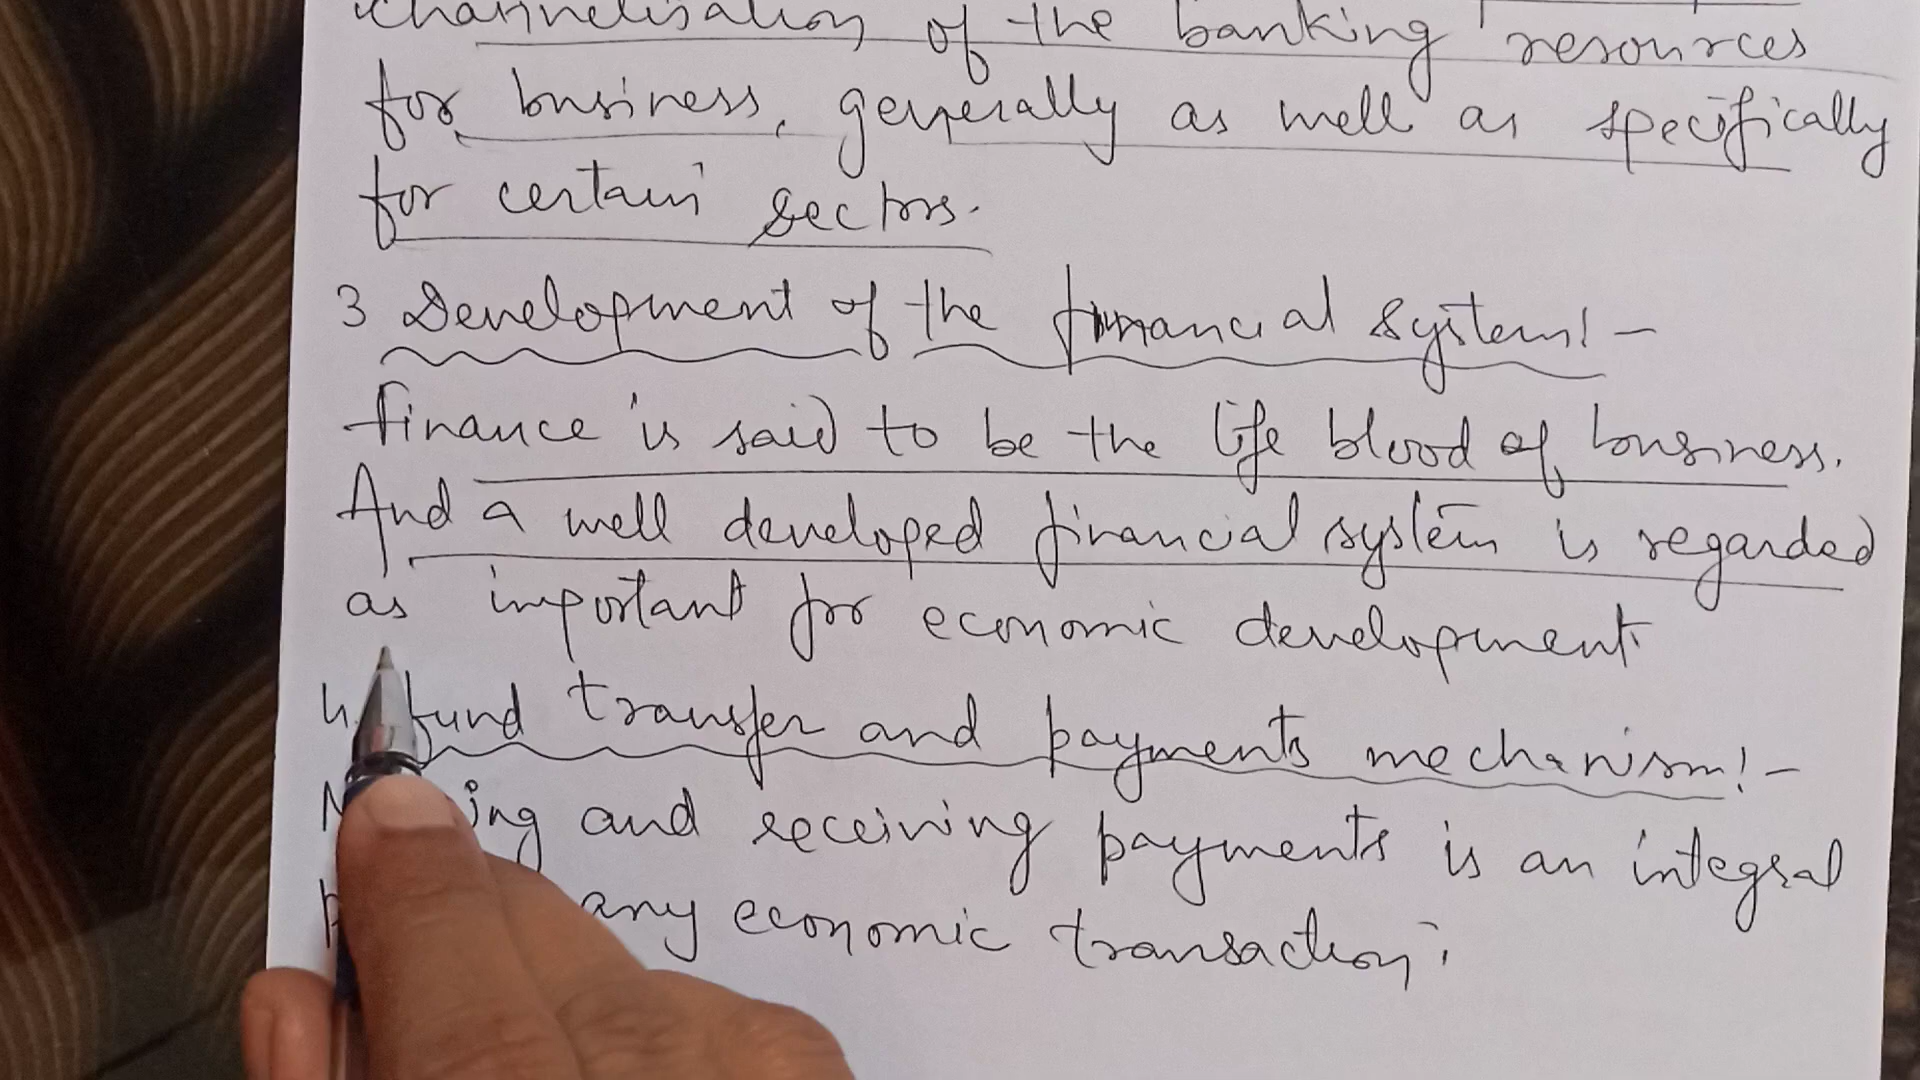 channelisation of the banking resources
for business, generally as well as specifically
for certain sectors.
3 Development of the financial system! -
finance is said to be the life blood of business.
And a well developed financial system is regarded
as important for economic development.
4. fund transfer and payments mechanism! -
ing and receiving payments is an integral
any economic transaction.